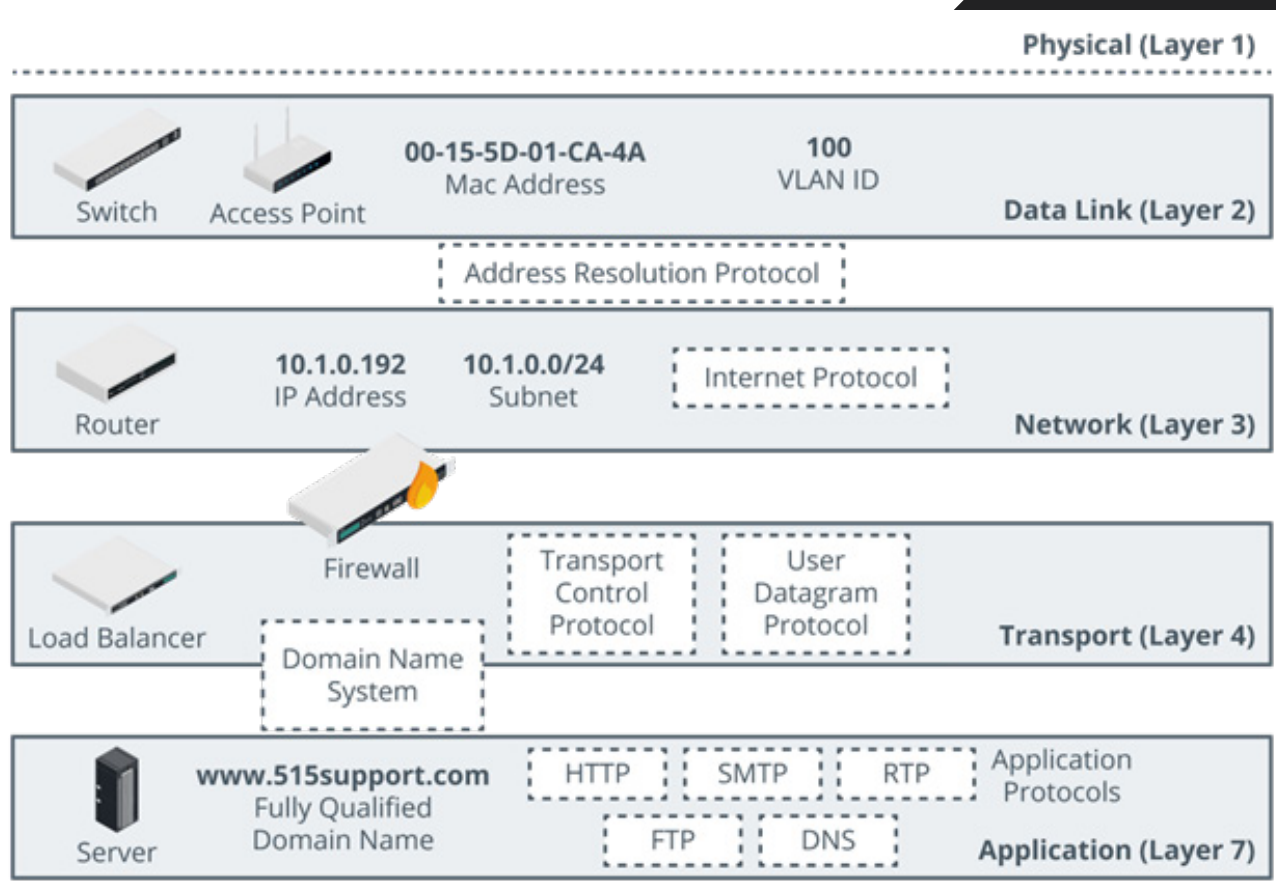 Physical (Layer 1)
00-15-5D-01-CA-4A
Mac Address
100
VLAN ID
Switch
Access Point
Data Link (Layer 2)
Address Resolution Protocol
10.1.0.192
IP Address
10.1.0.0/24
Subnet
Internet Protocol
Router
Network (Layer 3)
Firewall
Transport
Control
Protocol
User
Datagram
Protocol
Load Balancer
Transport (Layer 4)
Domain Name
System
www.515support.com
Fully Qualified
Domain Name
HTTP
SMTP
RTP
Application
Protocols
FTP
DNS
Server
Application (Layer 7)